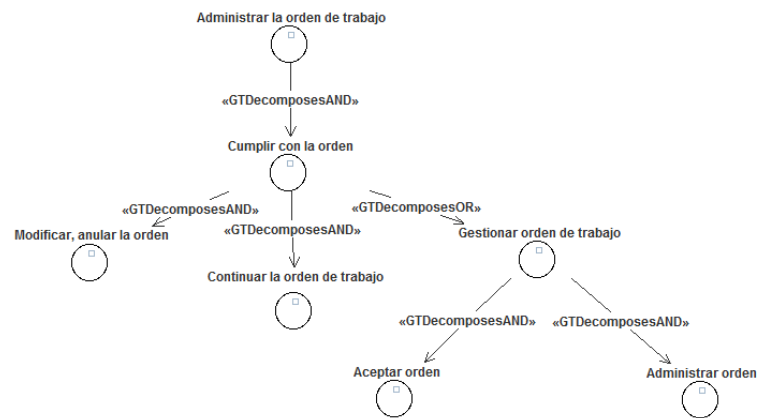 Administrar la orden de trabajo
«GTDecomposesAND»
Cumplir con la orden
«GTDecomposesAND»
«GTDecomposesAND»
«GTDecomposesOR»
Modificar, anular la orden
Continuar la orden de trabajo
Gestionar orden de trabajo
«GTDecomposesAND»
«GTDecomposesAND»
Aceptar orden
Administrar orden